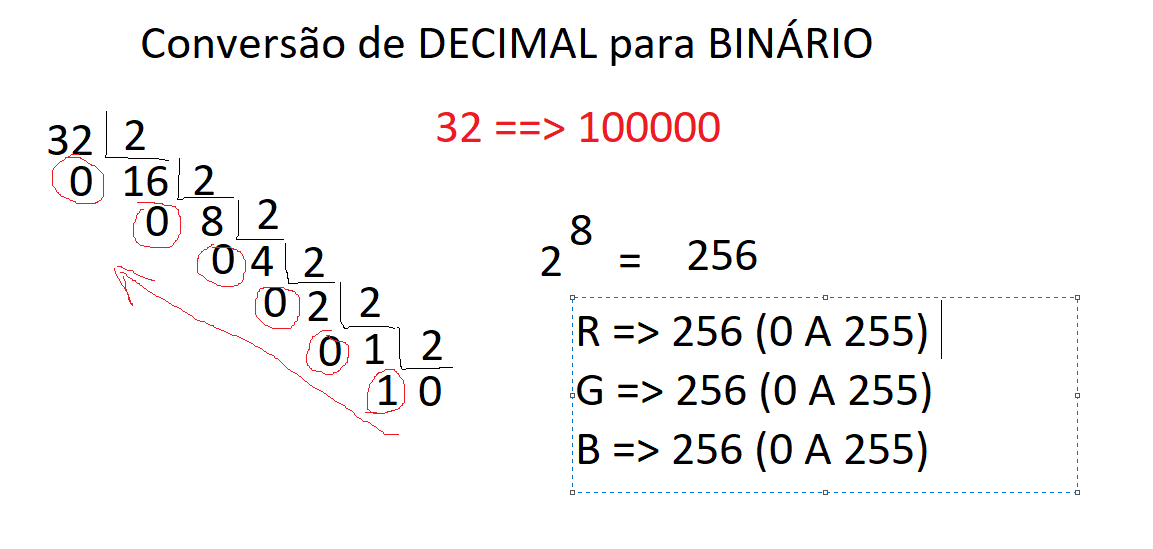 Conversão de DECIMAL para BINÁRIO
32 ==> 100000
32 2
0 16 2
0 8 2
0 4 2
0 2 2
0 1 2
1 0
2 8 = 256
R => 256 (0 A 255)
G => 256 (0 A 255)
B => 256 (0 A 255)